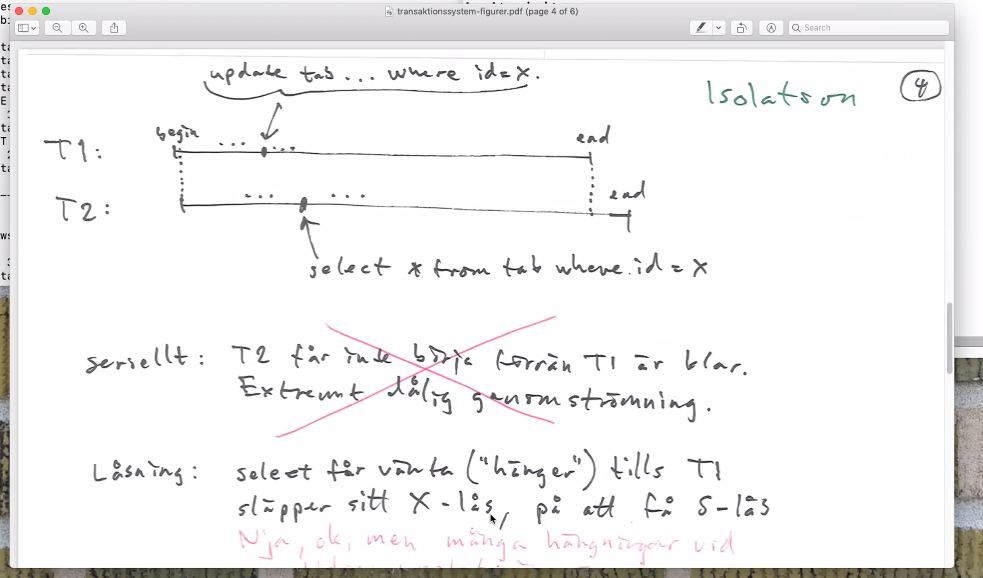 transaktionssystem-figurer.pdf (page 4 of 6)
Search
update tab ... where id=x.
Isolation
4
begin
...
...
end
T1:
...
...
end
T2:
select * from tab where id = x
seriellt: T2 får inte börja förrän T1 är klar.
Extremt dålig genomströmning.
Låsning: select får vänta ("hänger") tills T1
släpper sitt X-lås, på att få S-lås
Nja, ok, men många hängningar vid